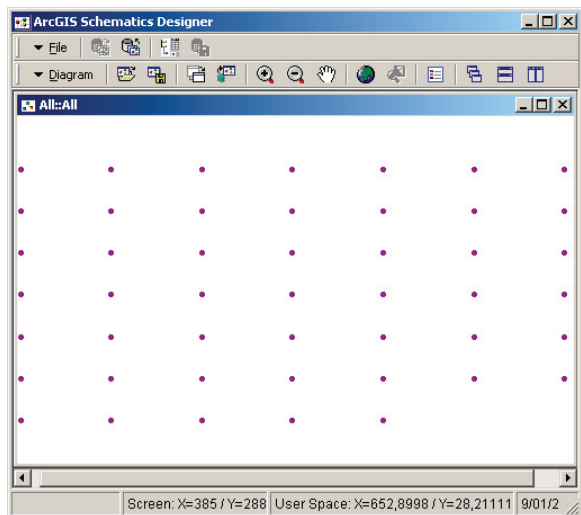 ArcGIS Schematics Designer
File
Diagram
All::All
Screen: X=385 / Y=288 User Space: X=652,8998 / Y=28,21111 9/01/2